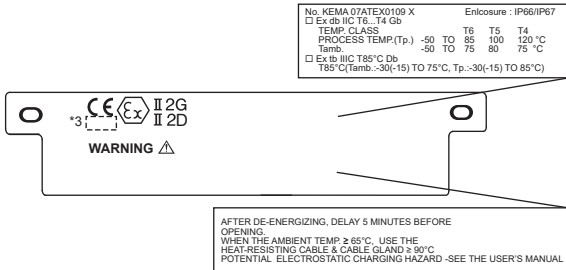 No. KEMA 07ATEX0109 X Enlcosure : IP66/IP67
□ Ex db IIC T6...T4 Gb
TEMP. CLASS T6 T5 T4
PROCESS TEMP.(Tp.) -50 TO 85 100 120 °C
Tamb. -50 TO 75 80 75 °C
□ Ex tb IIIC T85°C Db
T85°C(Tamb.:-30(-15) TO 75°C, Tp.:-30(-15) TO 85°C)
CE Ex II 2G
*3 II 2D
WARNING ⚠
AFTER DE-ENERGIZING, DELAY 5 MINUTES BEFORE
OPENING.
WHEN THE AMBIENT TEMP. ≥ 65°C, USE THE
HEAT-RESISTING CABLE & CABLE GLAND ≥ 90°C
POTENTIAL ELECTROSTATIC CHARGING HAZARD -SEE THE USER'S MANUAL